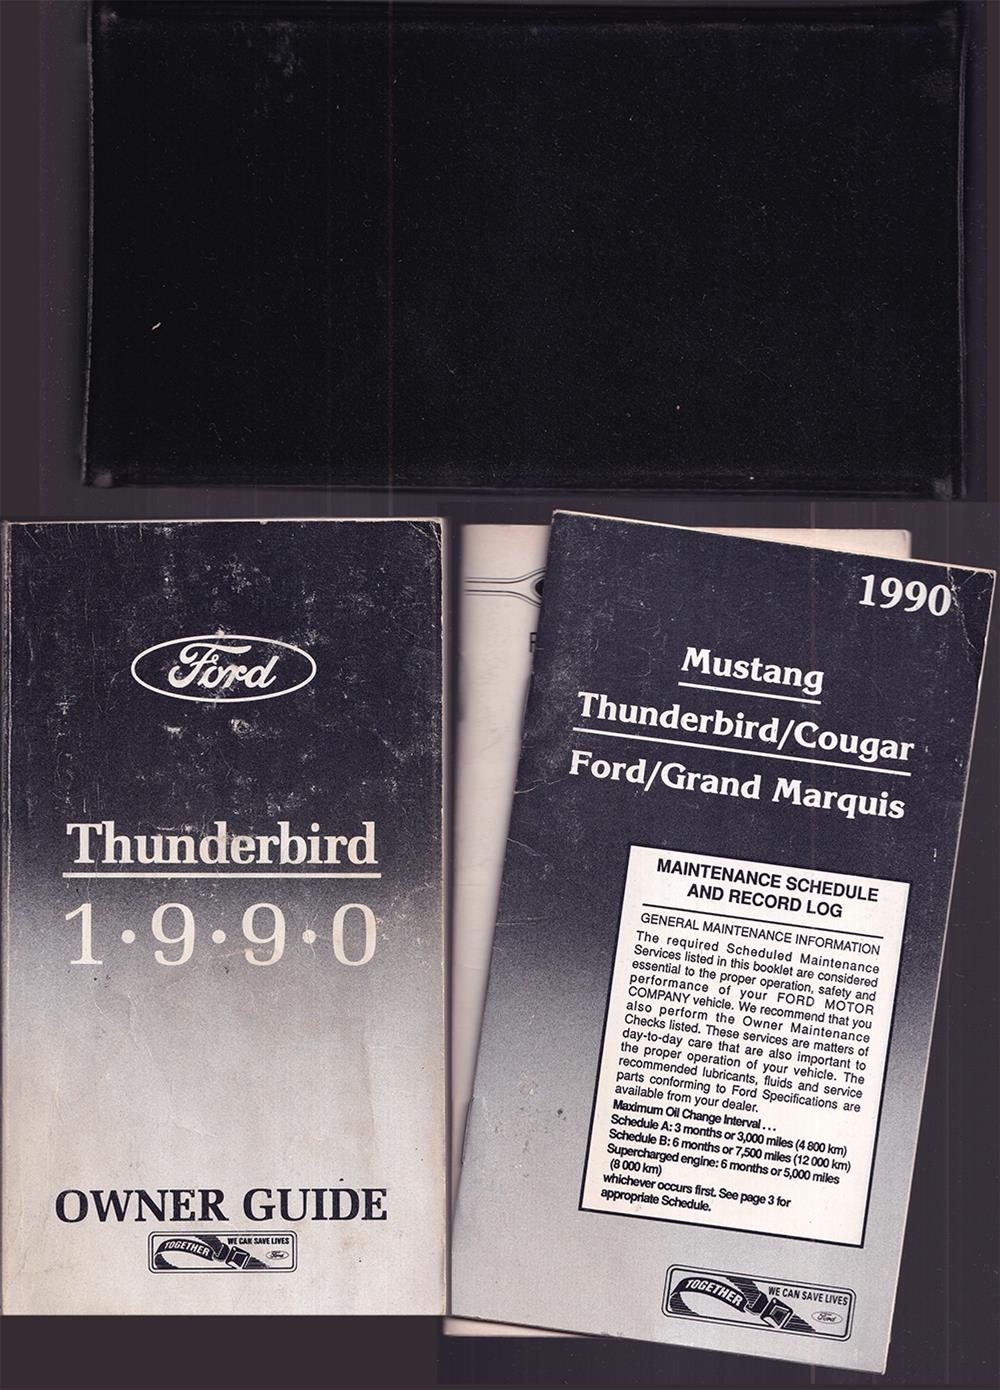 Ford
Thunderbird
1•9•9•0
OWNER GUIDE
TOGETHER
WE CAN SAVE LIVES
Ford
1990
Mustang
Thunderbird/Cougar
Ford/Grand Marquis
MAINTENANCE SCHEDULE
AND RECORD LOG
GENERAL MAINTENANCE INFORMATION
The required Scheduled Maintenance
Services listed in this booklet are considered
essential to the proper operation, safety and
performance of your FORD MOTOR
COMPANY vehicle. We recommend that you
also perform the Owner Maintenance
Checks listed. These services are matters of
day-to-day care that are also important to
the proper operation of your vehicle. The
recommended lubricants, fluids and service
parts conforming to Ford Specifications are
available from your dealer.
Maximum Oil Change Interval . . .
Schedule A: 3 months or 3,000 miles (4 800 km)
Schedule B: 6 months or 7,500 miles (12 000 km)
Supercharged engine: 6 months or 5,000 miles
(8 000 km)
whichever occurs first. See page 3 for
appropriate Schedule.
TOGETHER
WE CAN SAVE LIVES
Ford